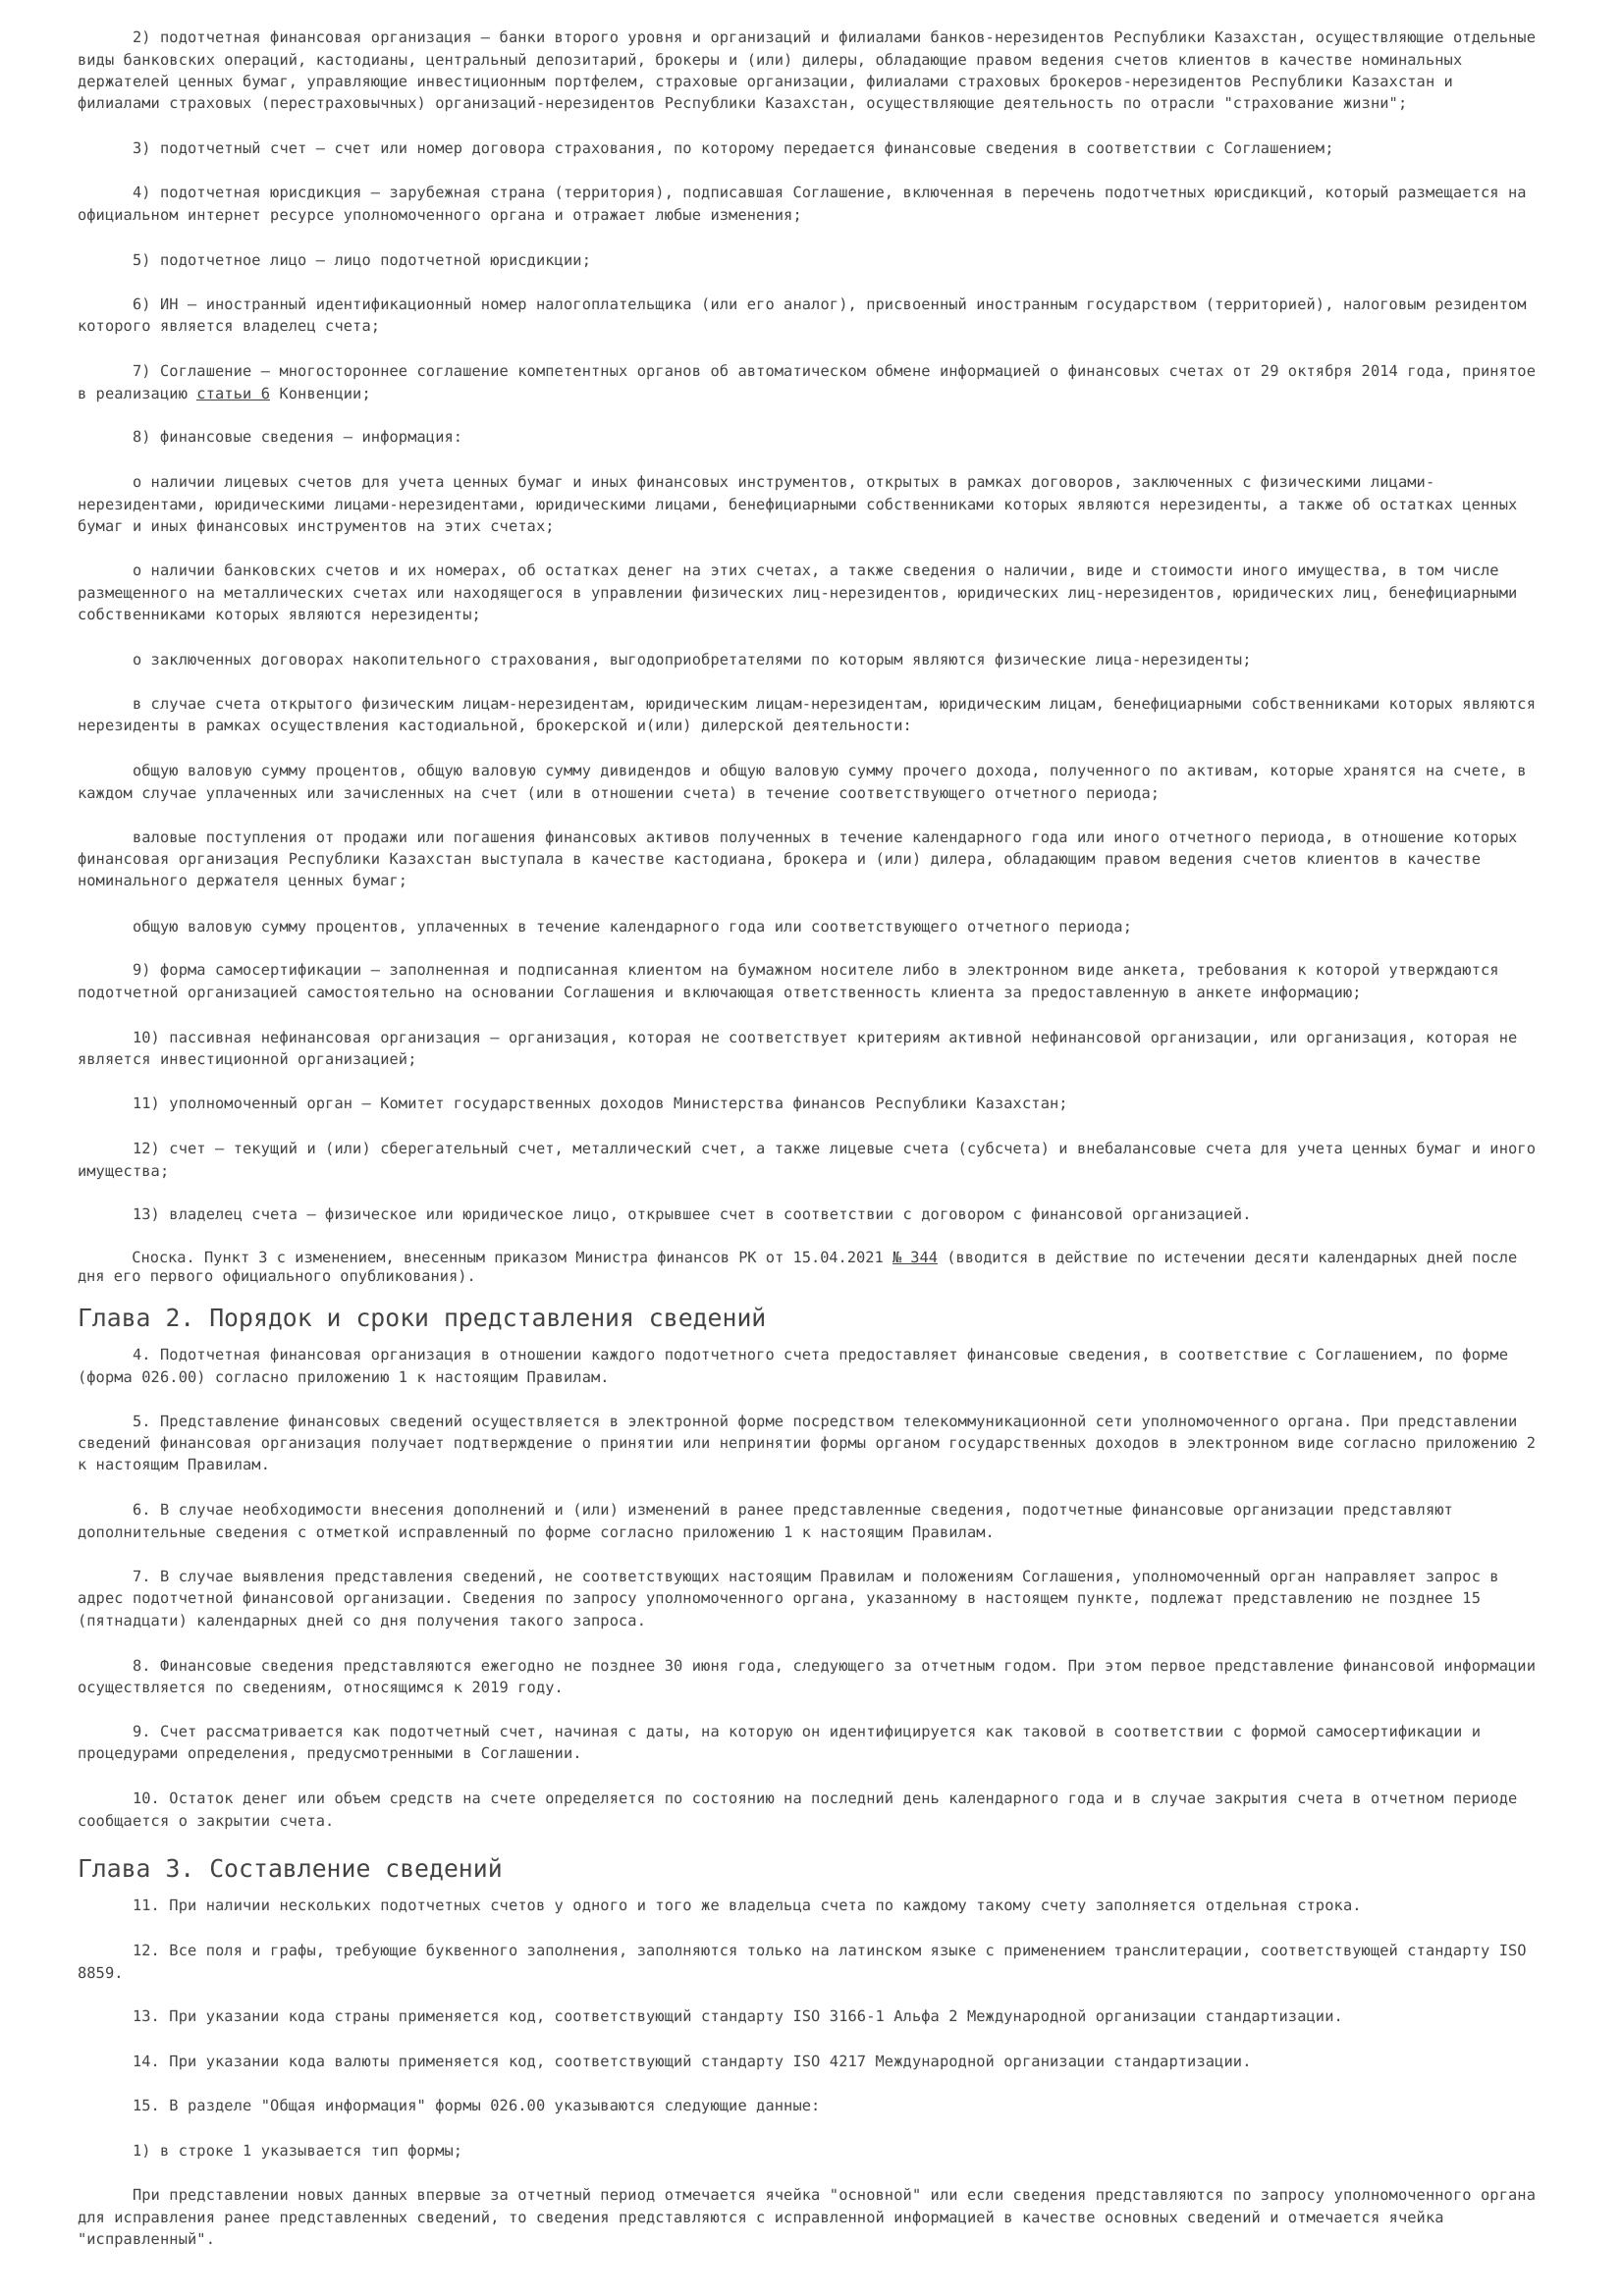 2) подотчетная финансовая организация – банки второго уровня и организаций и филиалами банков-нерезидентов Республики Казахстан, осуществляющие отдельные
виды банковских операций, кастодианы, центральный депозитарий, брокеры и (или) дилеры, обладающие правом ведения счетов клиентов в качестве номинальных
держателей ценных бумаг, управляющие инвестиционным портфелем, страховые организации, филиалами страховых брокеров-нерезидентов Республики Казахстан и
филиалами страховых (перестраховычных) организаций-нерезидентов Республики Казахстан, осуществляющие деятельность по отрасли "страхование жизни";
3) подотчетный счет – счет или номер договора страхования, по которому передается финансовые сведения в соответствии с Соглашением;
4) подотчетная юрисдикция – зарубежная страна (территория), подписавшая Соглашение, включенная в перечень подотчетных юрисдикций, который размещается на
официальном интернет ресурсе уполномоченного органа и отражает любые изменения;
5) подотчетное лицо – лицо подотчетной юрисдикции;
6) ИН – иностранный идентификационный номер налогоплательщика (или его аналог), присвоенный иностранным государством (территорией), налоговым резидентом
которого является владелец счета;
7) Соглашение – многостороннее соглашение компетентных органов об автоматическом обмене информацией о финансовых счетах от 29 октября 2014 года, принятое
в реализацию статьи 6 Конвенции;
8) финансовые сведения – информация:
о наличии лицевых счетов для учета ценных бумаг и иных финансовых инструментов, открытых в рамках договоров, заключенных с физическими лицами-
нерезидентами, юридическими лицами-нерезидентами, юридическими лицами, бенефициарными собственниками которых являются нерезиденты, а также об остатках ценных
бумаг и иных финансовых инструментов на этих счетах;
о наличии банковских счетов и их номерах, об остатках денег на этих счетах, а также сведения о наличии, виде и стоимости иного имущества, в том числе
размещенного на металлических счетах или находящегося в управлении физических лиц-нерезидентов, юридических лиц-нерезидентов, юридических лиц, бенефициарными
собственниками которых являются нерезиденты;
о заключенных договорах накопительного страхования, выгодоприобретателями по которым являются физические лица-нерезиденты;
в случае счета открытого физическим лицам-нерезидентам, юридическим лицам-нерезидентам, юридическим лицам, бенефициарными собственниками которых являются
нерезиденты в рамках осуществления кастодиальной, брокерской и(или) дилерской деятельности:
общую валовую сумму процентов, общую валовую сумму дивидендов и общую валовую сумму прочего дохода, полученного по активам, которые хранятся на счете, в
каждом случае уплаченных или зачисленных на счет (или в отношении счета) в течение соответствующего отчетного периода;
валовые поступления от продажи или погашения финансовых активов полученных в течение календарного года или иного отчетного периода, в отношение которых
финансовая организация Республики Казахстан выступала в качестве кастодиана, брокера и (или) дилера, обладающим правом ведения счетов клиентов в качестве
номинального держателя ценных бумаг;
общую валовую сумму процентов, уплаченных в течение календарного года или соответствующего отчетного периода;
9) форма самосертификации – заполненная и подписанная клиентом на бумажном носителе либо в электронном виде анкета, требования к которой утверждаются
подотчетной организацией самостоятельно на основании Соглашения и включающая ответственность клиента за предоставленную в анкете информацию;
10) пассивная нефинансовая организация – организация, которая не соответствует критериям активной нефинансовой организации, или организация, которая не
является инвестиционной организацией;
11) уполномоченный орган – Комитет государственных доходов Министерства финансов Республики Казахстан;
12) счет – текущий и (или) сберегательный счет, металлический счет, а также лицевые счета (субсчета) и внебалансовые счета для учета ценных бумаг и иного
имущества;
13) владелец счета – физическое или юридическое лицо, открывшее счет в соответствии с договором с финансовой организацией.
Сноска. Пункт 3 с изменением, внесенным приказом Министра финансов РК от 15.04.2021 № 344 (вводится в действие по истечении десяти календарных дней после
дня его первого официального опубликования).
Глава 2. Порядок и сроки представления сведений
4. Подотчетная финансовая организация в отношении каждого подотчетного счета предоставляет финансовые сведения, в соответствие с Соглашением, по форме
(форма 026.00) согласно приложению 1 к настоящим Правилам.
5. Представление финансовых сведений осуществляется в электронной форме посредством телекоммуникационной сети уполномоченного органа. При представлении
сведений финансовая организация получает подтверждение о принятии или непринятии формы органом государственных доходов в электронном виде согласно приложению 2
к настоящим Правилам.
6. В случае необходимости внесения дополнений и (или) изменений в ранее представленные сведения, подотчетные финансовые организации представляют
дополнительные сведения с отметкой исправленный по форме согласно приложению 1 к настоящим Правилам.
7. В случае выявления представления сведений, не соответствующих настоящим Правилам и положениям Соглашения, уполномоченный орган направляет запрос в
адрес подотчетной финансовой организации. Сведения по запросу уполномоченного органа, указанному в настоящем пункте, подлежат представлению не позднее 15
(пятнадцати) календарных дней со дня получения такого запроса.
8. Финансовые сведения представляются ежегодно не позднее 30 июня года, следующего за отчетным годом. При этом первое представление финансовой информации
осуществляется по сведениям, относящимся к 2019 году.
9. Счет рассматривается как подотчетный счет, начиная с даты, на которую он идентифицируется как таковой в соответствии с формой самосертификации и
процедурами определения, предусмотренными в Соглашении.
10. Остаток денег или объем средств на счете определяется по состоянию на последний день календарного года и в случае закрытия счета в отчетном периоде
сообщается о закрытии счета.
Глава 3. Составление сведений
11. При наличии нескольких подотчетных счетов у одного и того же владельца счета по каждому такому счету заполняется отдельная строка.
12. Все поля и графы, требующие буквенного заполнения, заполняются только на латинском языке с применением транслитерации, соответствующей стандарту ISO
8859.
13. При указании кода страны применяется код, соответствующий стандарту ISO 3166-1 Альфа 2 Международной организации стандартизации.
14. При указании кода валюты применяется код, соответствующий стандарту ISO 4217 Международной организации стандартизации.
15. В разделе "Общая информация" формы 026.00 указываются следующие данные:
1) в строке 1 указывается тип формы;
При представлении новых данных впервые за отчетный период отмечается ячейка "основной" или если сведения представляются по запросу уполномоченного органа
для исправления ранее представленных сведений, то сведения представляются с исправленной информацией в качестве основных сведений и отмечается ячейка
"исправленный".